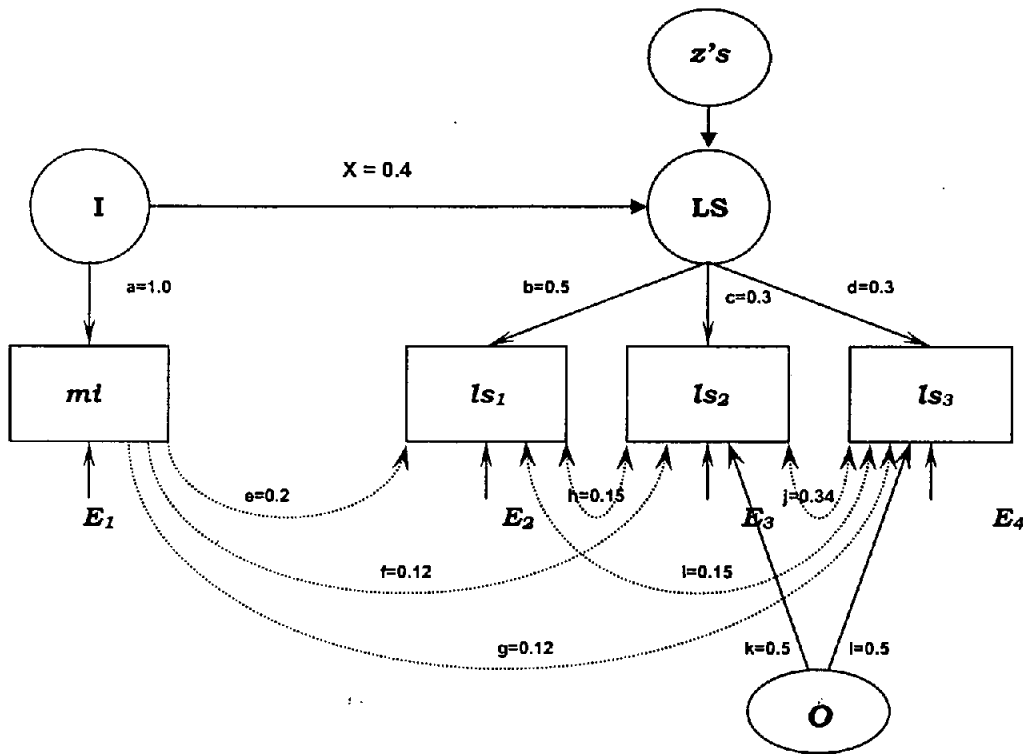 z's
X = 0.4
I
LS
a=1.0
b=0.5
c=0.3
d=0.3
mi
ls₁
ls₂
ls₃
e=0.2
h=0.15
j=0.34
E₁
E₂
E₃
E₄
f=0.12
i=0.15
g=0.12
k=0.5
l=0.5
O